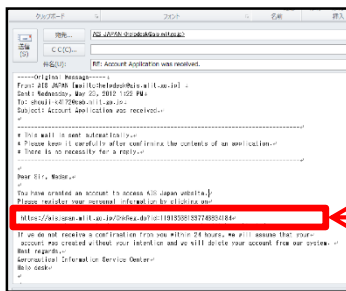 クリップボード フォント 名前 挿入
宛先... AIS JAPAN <helpdesk@ais.mlit.go.jp>
送信
(S)
C C(C)...
件名(U): RE: Account Application was received.
-----Original Message-----
From: AIS JAPAN [mailto:helpdesk@ais.mlit.go.jp]
Sent: Wednesday, May 23, 2012 1:22 PM
Subject: Account Application was received.
* This mail is sent automatically.
* Please keep it carefully after confirming the contents of an application.
* There is no necessity for a reply.
Dear Sir, Madam.
You have created an account to access AIS Japan website.
Please register your personal information by clicking on
If we do not receive a confirmation from you within 24 hours, we will assume that your
account was created without your intention and we will delete your account from our system.
Best regards.
Aeronautical Information Service Center
Help desk